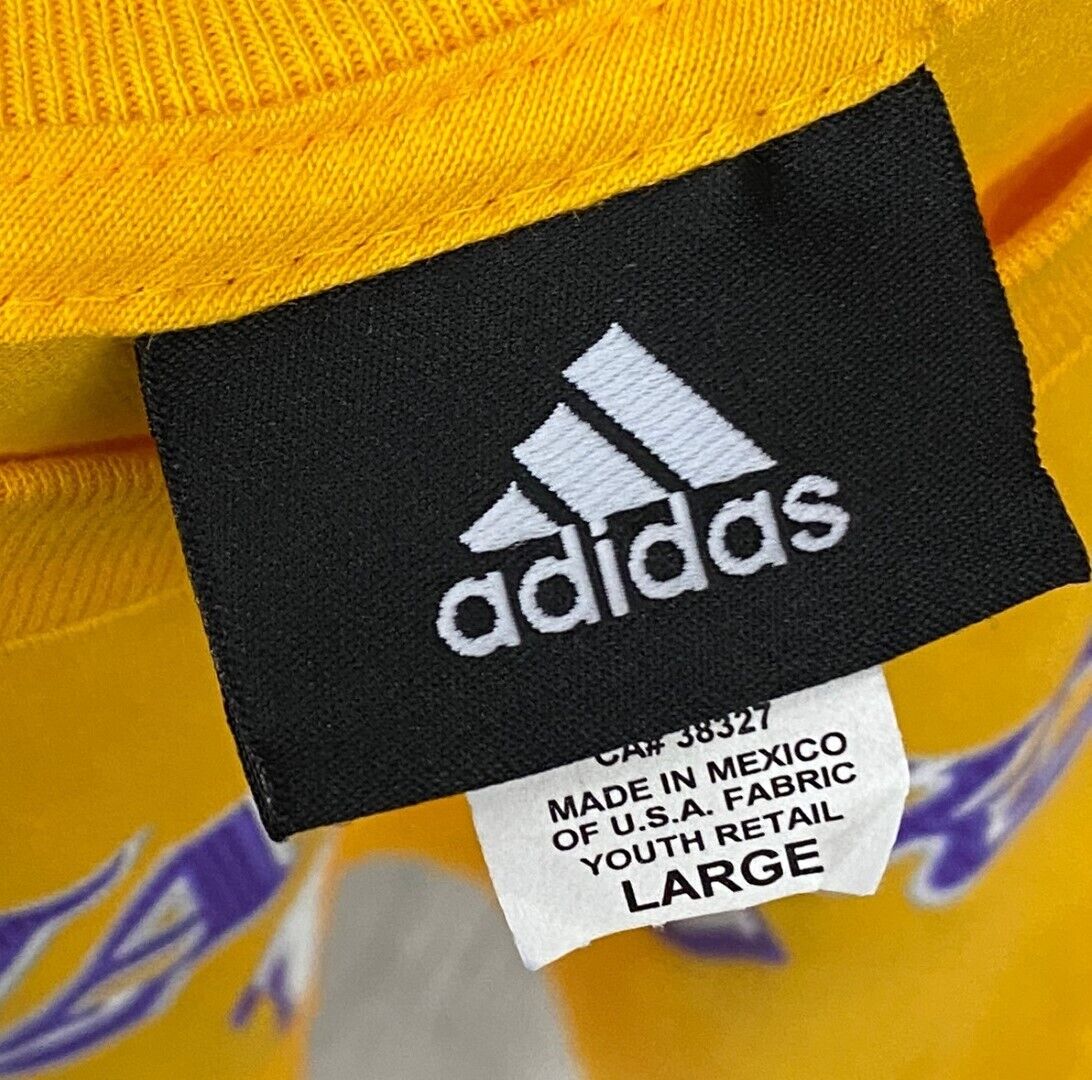 adidas
CA# 38327
MADE IN MEXICO
OF U.S.A. FABRIC
YOUTH RETAIL
LARGE